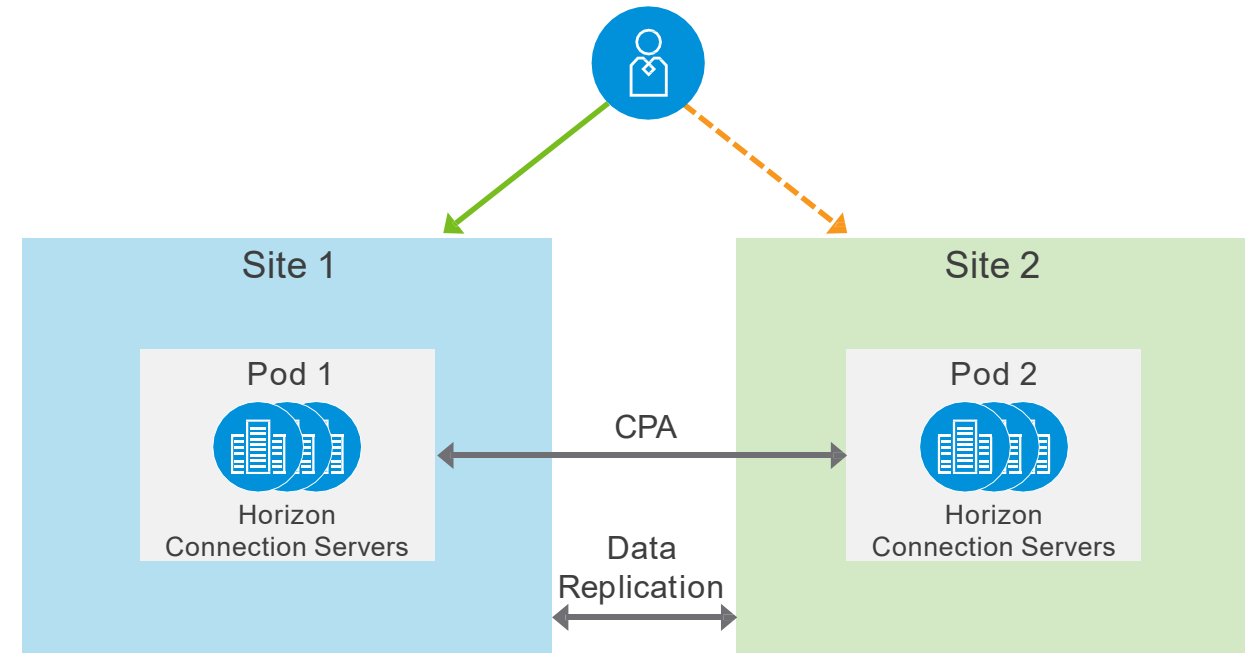 Site 1
Site 2
Pod 1
Horizon
Connection Servers
CPA
Pod 2
Horizon
Connection Servers
Data
Replication